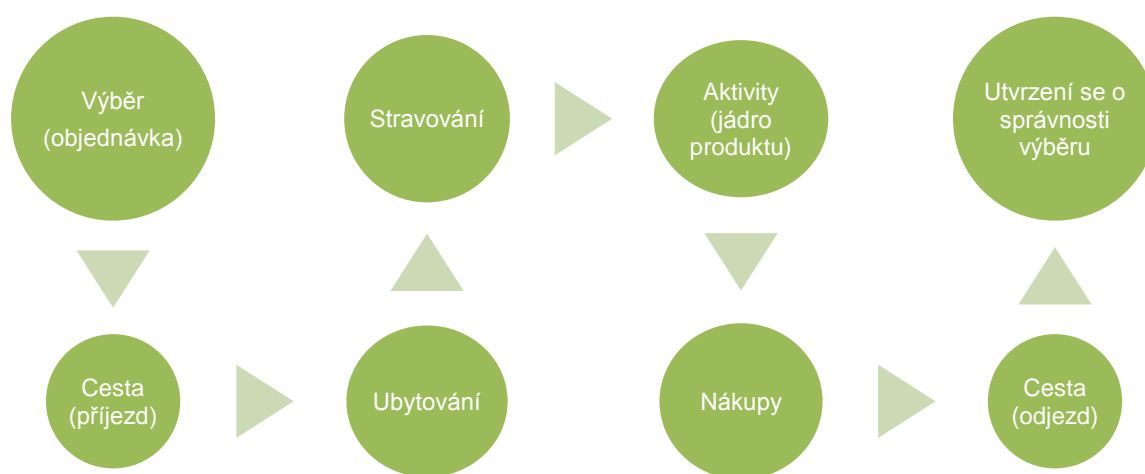 Výběr
(objednávka)
Cesta
(příjezd)
Ubytování
Stravování
Aktivity
(jádro
produktu)
Nákupy
Cesta
(odjezd)
Utvrzení se o
správnosti
výběru